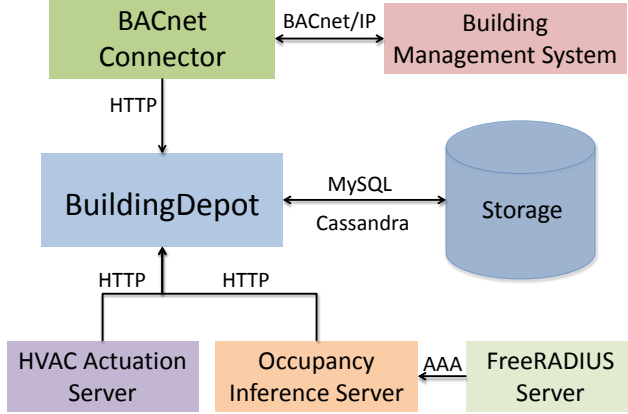 BACnet
Connector
BACnet/IP
Building
Management System
HTTP
BuildingDepot
MySQL
Cassandra
Storage
HTTP
HTTP
HVAC Actuation
Server
Occupancy
Inference Server
AAA
FreeRADIUS
Server